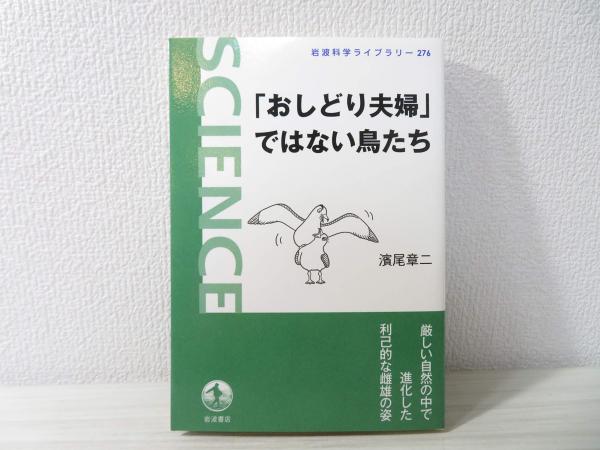 岩波科学ライブラリー 276
SCIENCE
「おしどり夫婦」
ではない鳥たち
濱尾章二
厳しい自然の中で
進化した
利己的な雌雄の姿
岩波書店